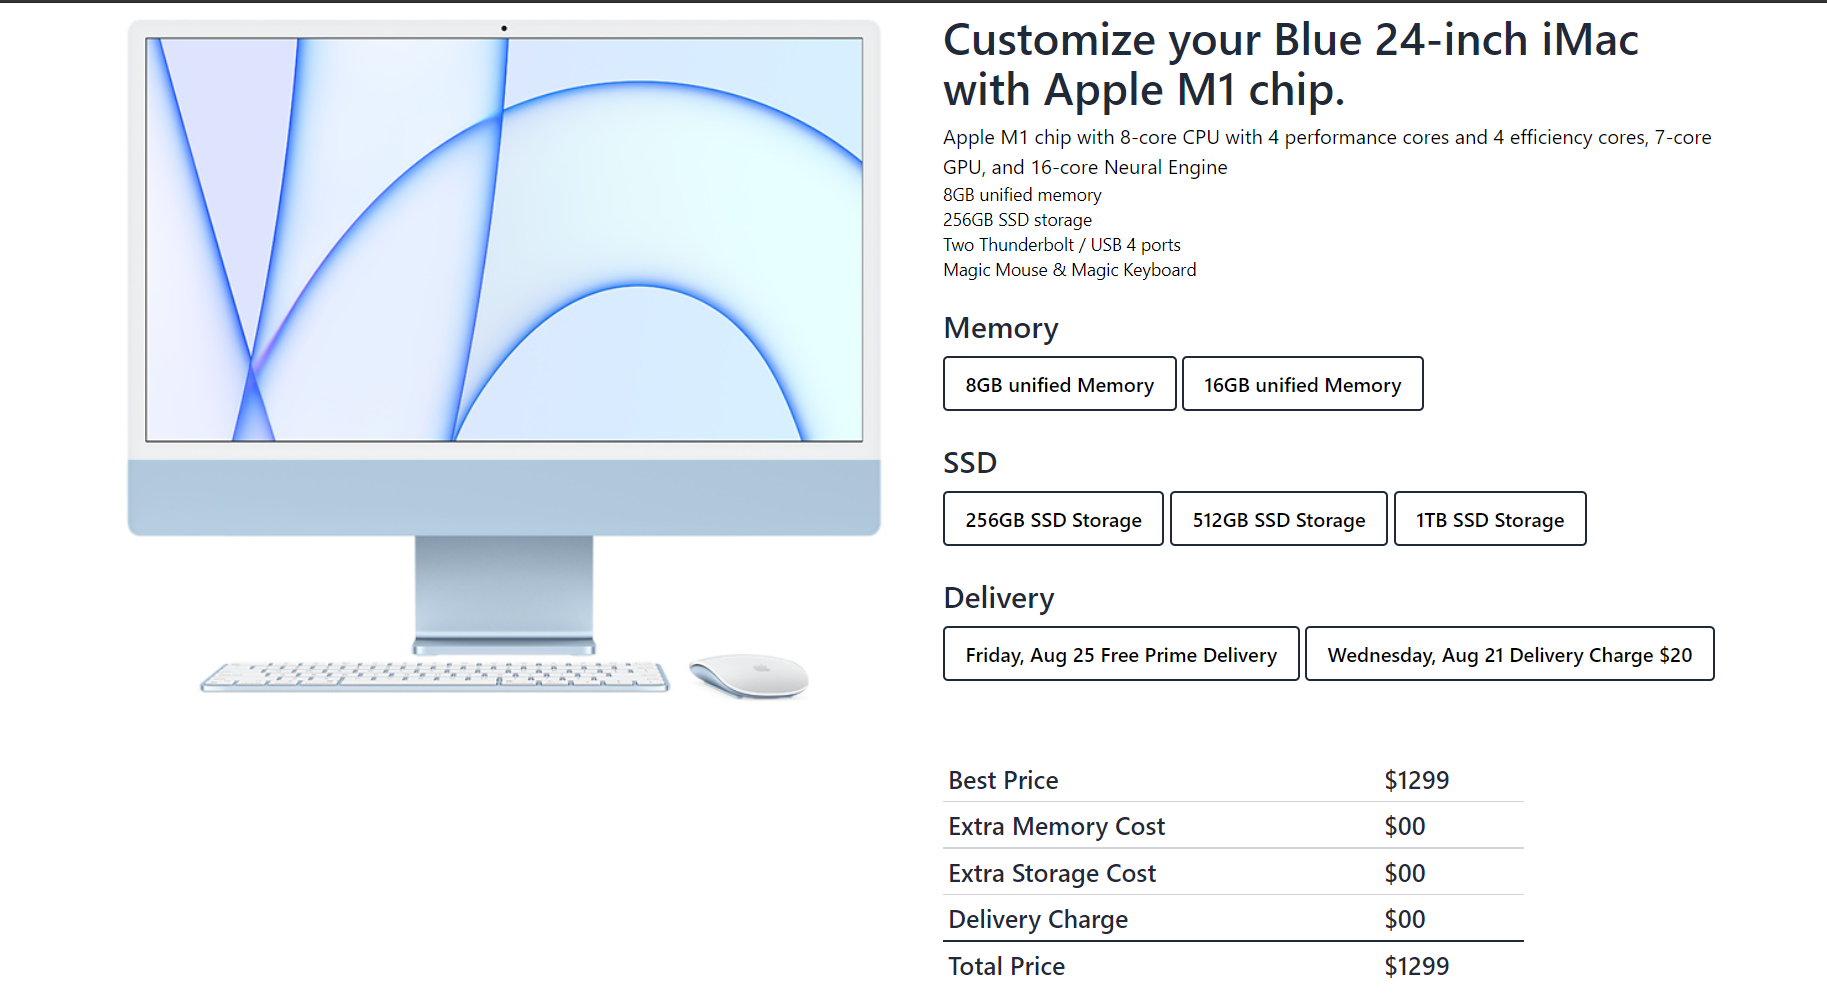 Customize your Blue 24-inch iMac
with Apple M1 chip.
Apple M1 chip with 8-core CPU with 4 performance cores and 4 efficiency cores, 7-core
GPU, and 16-core Neural Engine
8GB unified memory
256GB SSD storage
Two Thunderbolt / USB 4 ports
Magic Mouse & Magic Keyboard
Memory
8GB unified Memory 16GB unified Memory
SSD
256GB SSD Storage 512GB SSD Storage 1TB SSD Storage
Delivery
Friday, Aug 25 Free Prime Delivery Wednesday, Aug 21 Delivery Charge $20
Best Price $1299
Extra Memory Cost $00
Extra Storage Cost $00
Delivery Charge $00
Total Price $1299